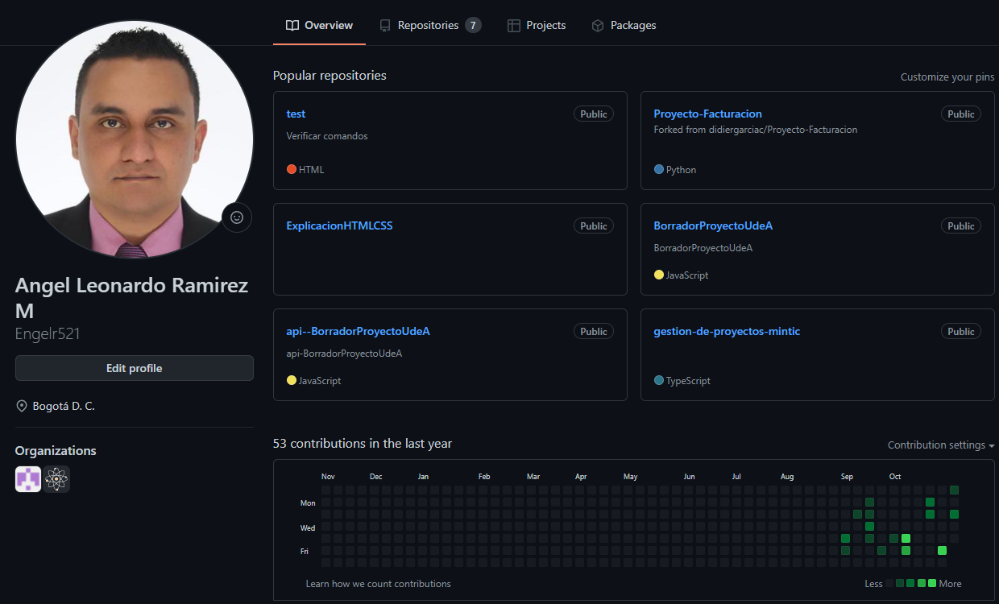 Overview
Repositories 7
Projects
Packages
Angel Leonardo Ramirez
M
Engelr521
Edit profile
Bogotá D. C.
Organizations
Popular repositories
Customize your pins
test
Public
Verificar comandos
HTML
Proyecto-Facturacion
Public
Forked from didiergarciac/Proyecto-Facturacion
Python
ExplicacionHTMLCSS
Public
BorradorProyectoUdeA
Public
BorradorProyectoUdeA
JavaScript
api--BorradorProyectoUdeA
Public
api-BorradorProyectoUdeA
JavaScript
gestion-de-proyectos-mintic
Public
TypeScript
53 contributions in the last year
Contribution settings
Nov Dec Jan Feb Mar Apr May Jun Jul Aug Sep Oct
Mon
Wed
Fri
Learn how we count contributions
Less More